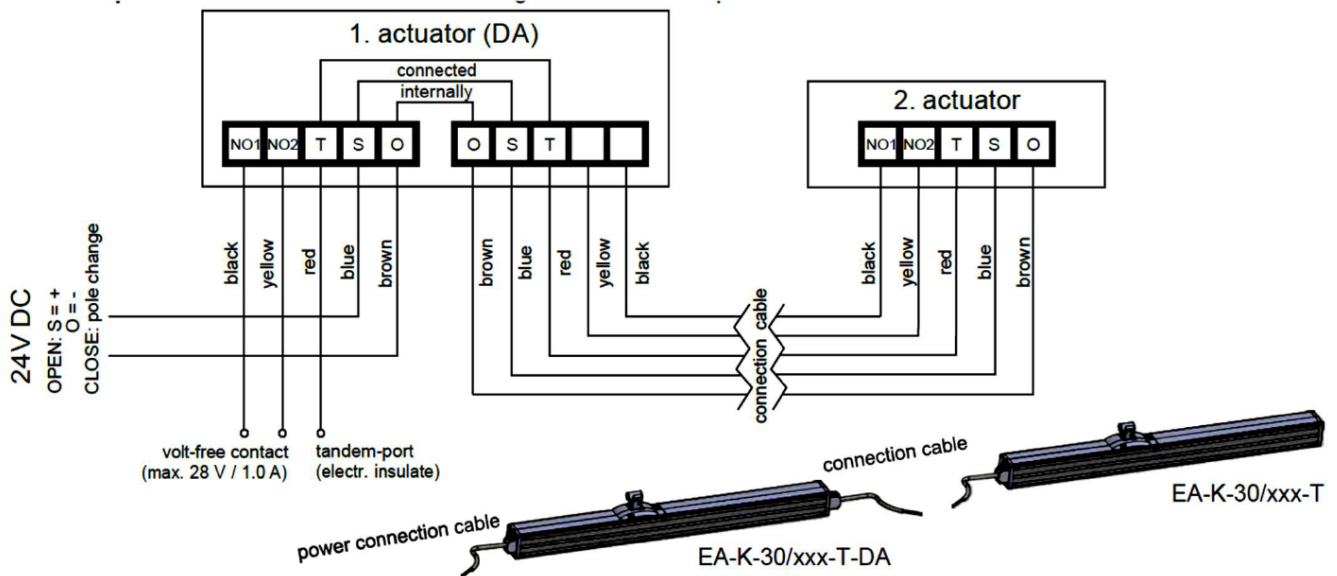 1. actuator (DA)
connected
internally
NO1 NO2 T S O
O S T
2. actuator
NO1 NO2 T S O
black
yellow
red
blue
brown
brown
blue
red
yellow
black
black
yellow
red
blue
brown
24V DC
OPEN: S = +
O = -
CLOSE: pole change
connection cable
volt-free contact
(max. 28 V / 1.0 A)
tandem-port
(electr. insulate)
connection cable
EA-K-30/xxx-T
power connection cable
EA-K-30/xxx-T-DA